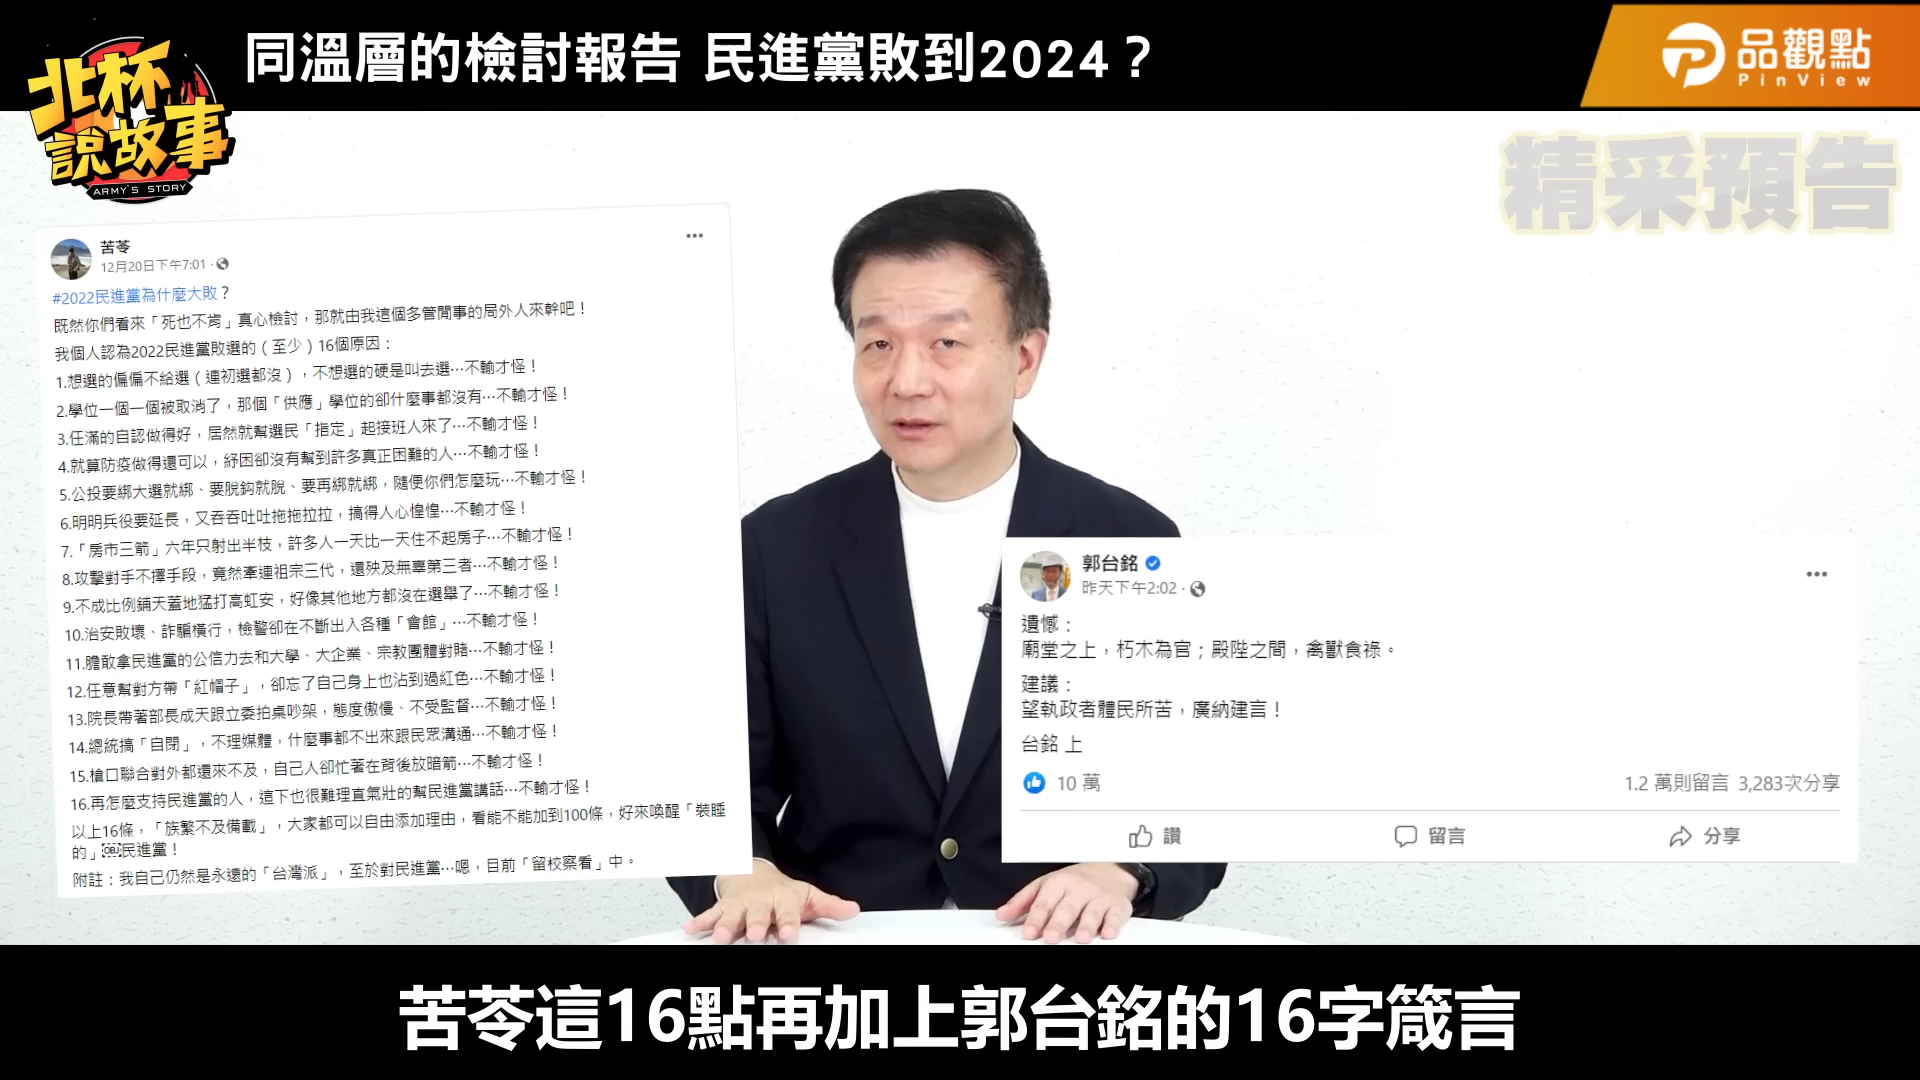 北杯
說故事
ARMY'S STORY
同溫層的檢討報告 民進黨敗到2024？
品觀點
PinView
精采預告
苦苓
12月20日下午7:01
#2022民進黨為什麼大敗？
既然你們看來「死也不肯」真心檢討，那就由我這個多管閒事的局外人來幹吧！
我個人認為2022民進黨敗選的（至少）16個原因：
1.想選的偏偏不給選（連初選都沒），不想選的硬是叫去選⋯不輸才怪！
2.學位一個一個被取消了，那個「供應」學位的卻什麼事都沒有⋯不輸才怪！
3.任滿的自認做得好，居然就幫選民「指定」起接班人來了⋯不輸才怪！
4.就算防疫做得還可以，紓困卻沒有幫到許多真正困難的人⋯不輸才怪！
5.公投要綁大選就綁、要脫鈎就脫、要再綁就綁，隨便你們怎麼玩⋯不輸才怪！
6.明明兵役要延長，又吞吞吐吐拖拖拉拉，搞得人心惶惶⋯不輸才怪！
7.「房市三箭」六年只射出半枝，許多人一天比一天住不起房子⋯不輸才怪！
8.攻擊對手不擇手段，竟然牽連祖宗三代，還殃及無辜第三者⋯不輸才怪！
9.不成比例鋪天蓋地猛打高虹安，好像其他地方都沒在選舉了⋯不輸才怪！
10.治安敗壞、詐騙橫行，檢警卻在不斷出入各種「會館」⋯不輸才怪！
11.膽敢拿民進黨的公信力去和大學、大企業、宗教團體對賭⋯不輸才怪！
12.任意幫對方帶「紅帽子」，卻忘了自己身上也沾到過紅色⋯不輸才怪！
13.院長帶著部長成天跟立委拍桌吵架，態度傲慢、不受監督⋯不輸才怪！
14.總統搞「自閉」，不理媒體，什麼事都不出來跟民眾溝通⋯不輸才怪！
15.槍口聯合對外都還來不及，自己人卻忙著在背後放暗箭⋯不輸才怪！
16.再怎麼支持民進黨的人，這下也很難理直氣壯的幫民進黨講話⋯不輸才怪！
以上16條，「族繁不及備載」，大家都可以自由添加理由，看能不能加到100條，好來喚醒「裝睡
的」OBJ民進黨！
附註：我自己仍然是永遠的「台灣派」，至於對民進黨⋯嗯，目前「留校察看」中。
郭台銘
昨天下午2:02
遺憾：
廟堂之上，朽木為官；殿陛之間，禽獸食祿。
建議：
望執政者體民所苦，廣納建言！
台銘 上
10 萬
1.2 萬則留言 3,283次分享
讚
留言
分享
苦苓這16點再加上郭台銘的16字箴言